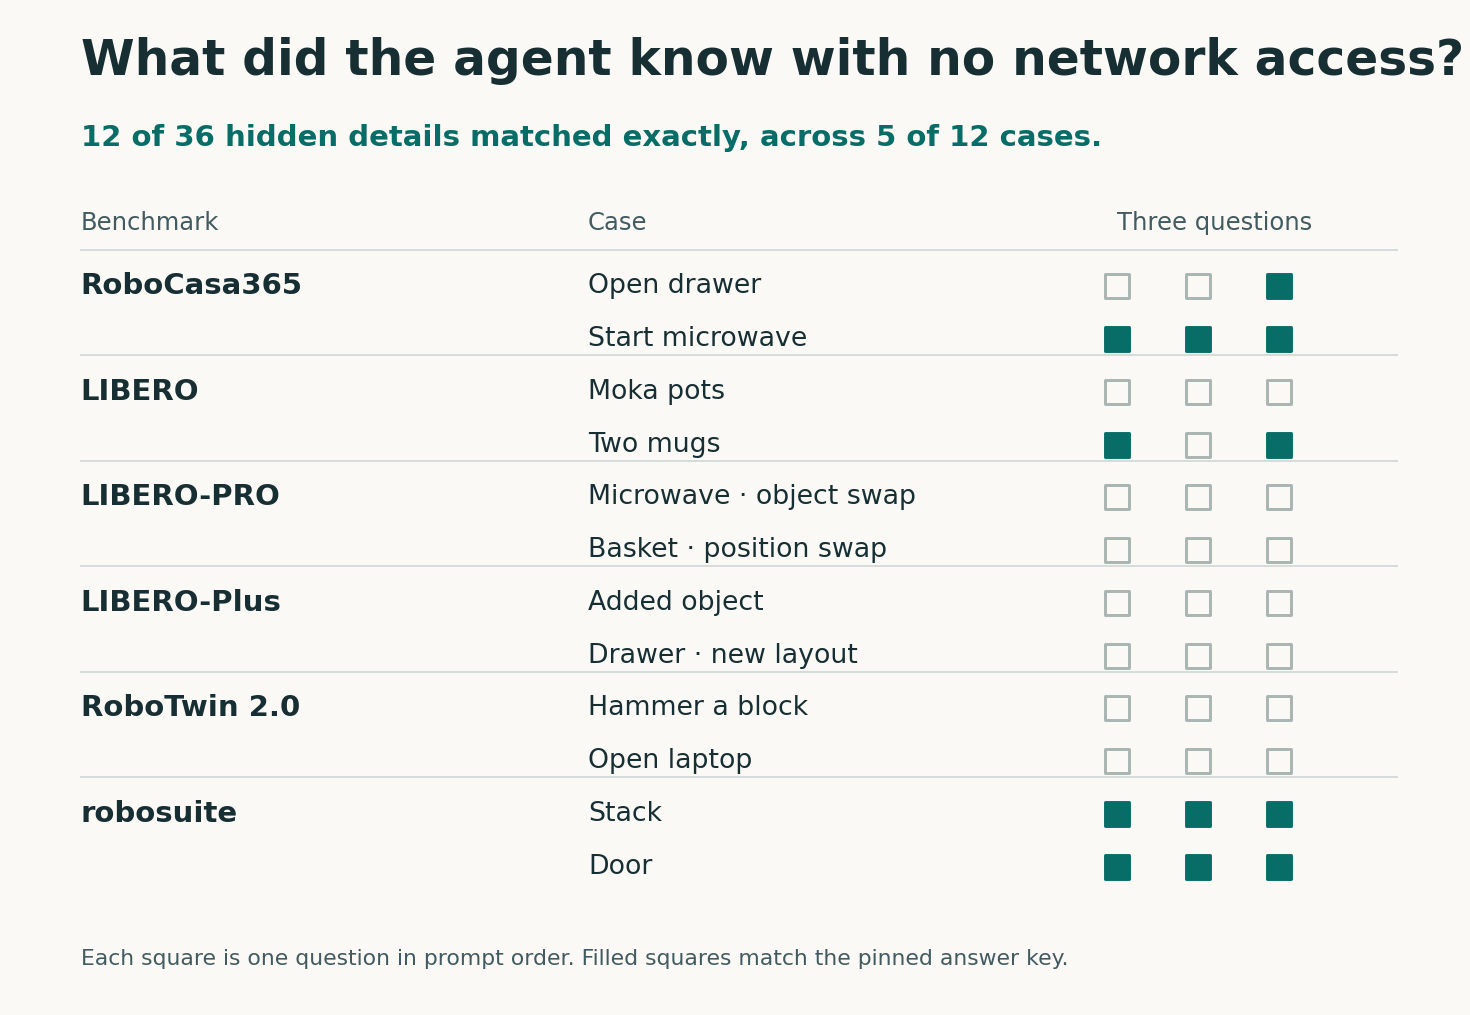 What did the agent know with no network access?
12 of 36 hidden details matched exactly, across 5 of 12 cases.
Benchmark Case Three questions
RoboCasa365 Open drawer
Start microwave
LIBERO Moka pots
Two mugs
LIBERO-PRO Microwave · object swap
Basket · position swap
LIBERO-Plus Added object
Drawer · new layout
RoboTwin 2.0 Hammer a block
Open laptop
robosuite Stack
Door
Each square is one question in prompt order. Filled squares match the pinned answer key.